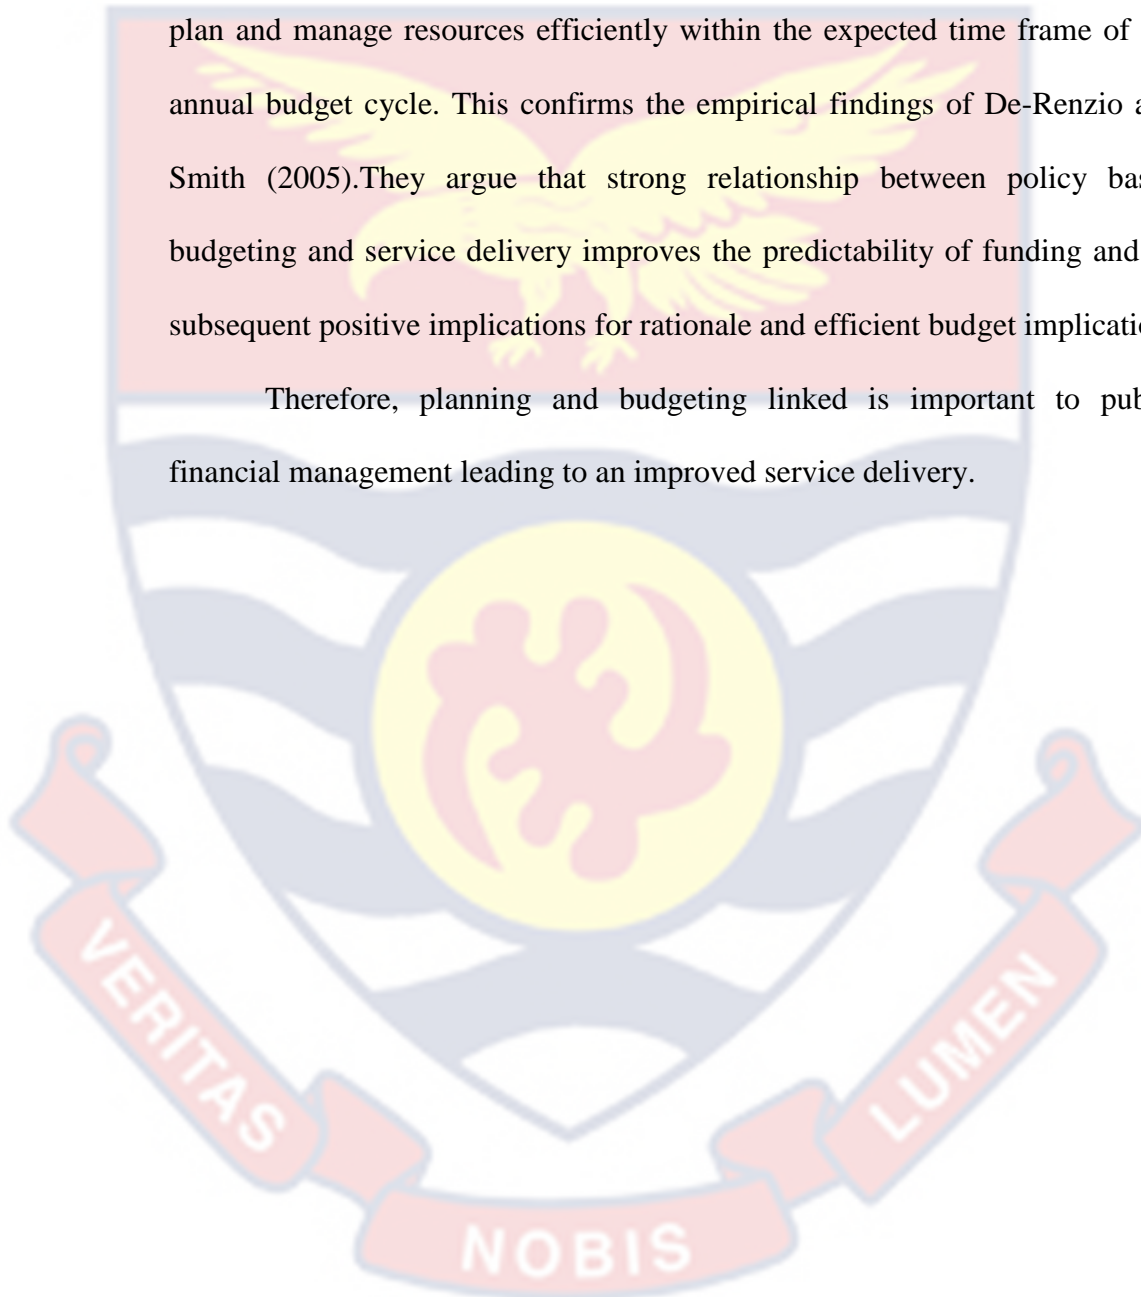 plan and manage resources efficiently within the expected time frame of
annual budget cycle. This confirms the empirical findings of De-Renzio a
Smith (2005).They argue that strong relationship between policy bas
budgeting and service delivery improves the predictability of funding and
subsequent positive implications for rationale and efficient budget implicatio
Therefore, planning and budgeting linked is important to pub
financial management leading to an improved service delivery.
VERITAS
NOBIS
LUMEN